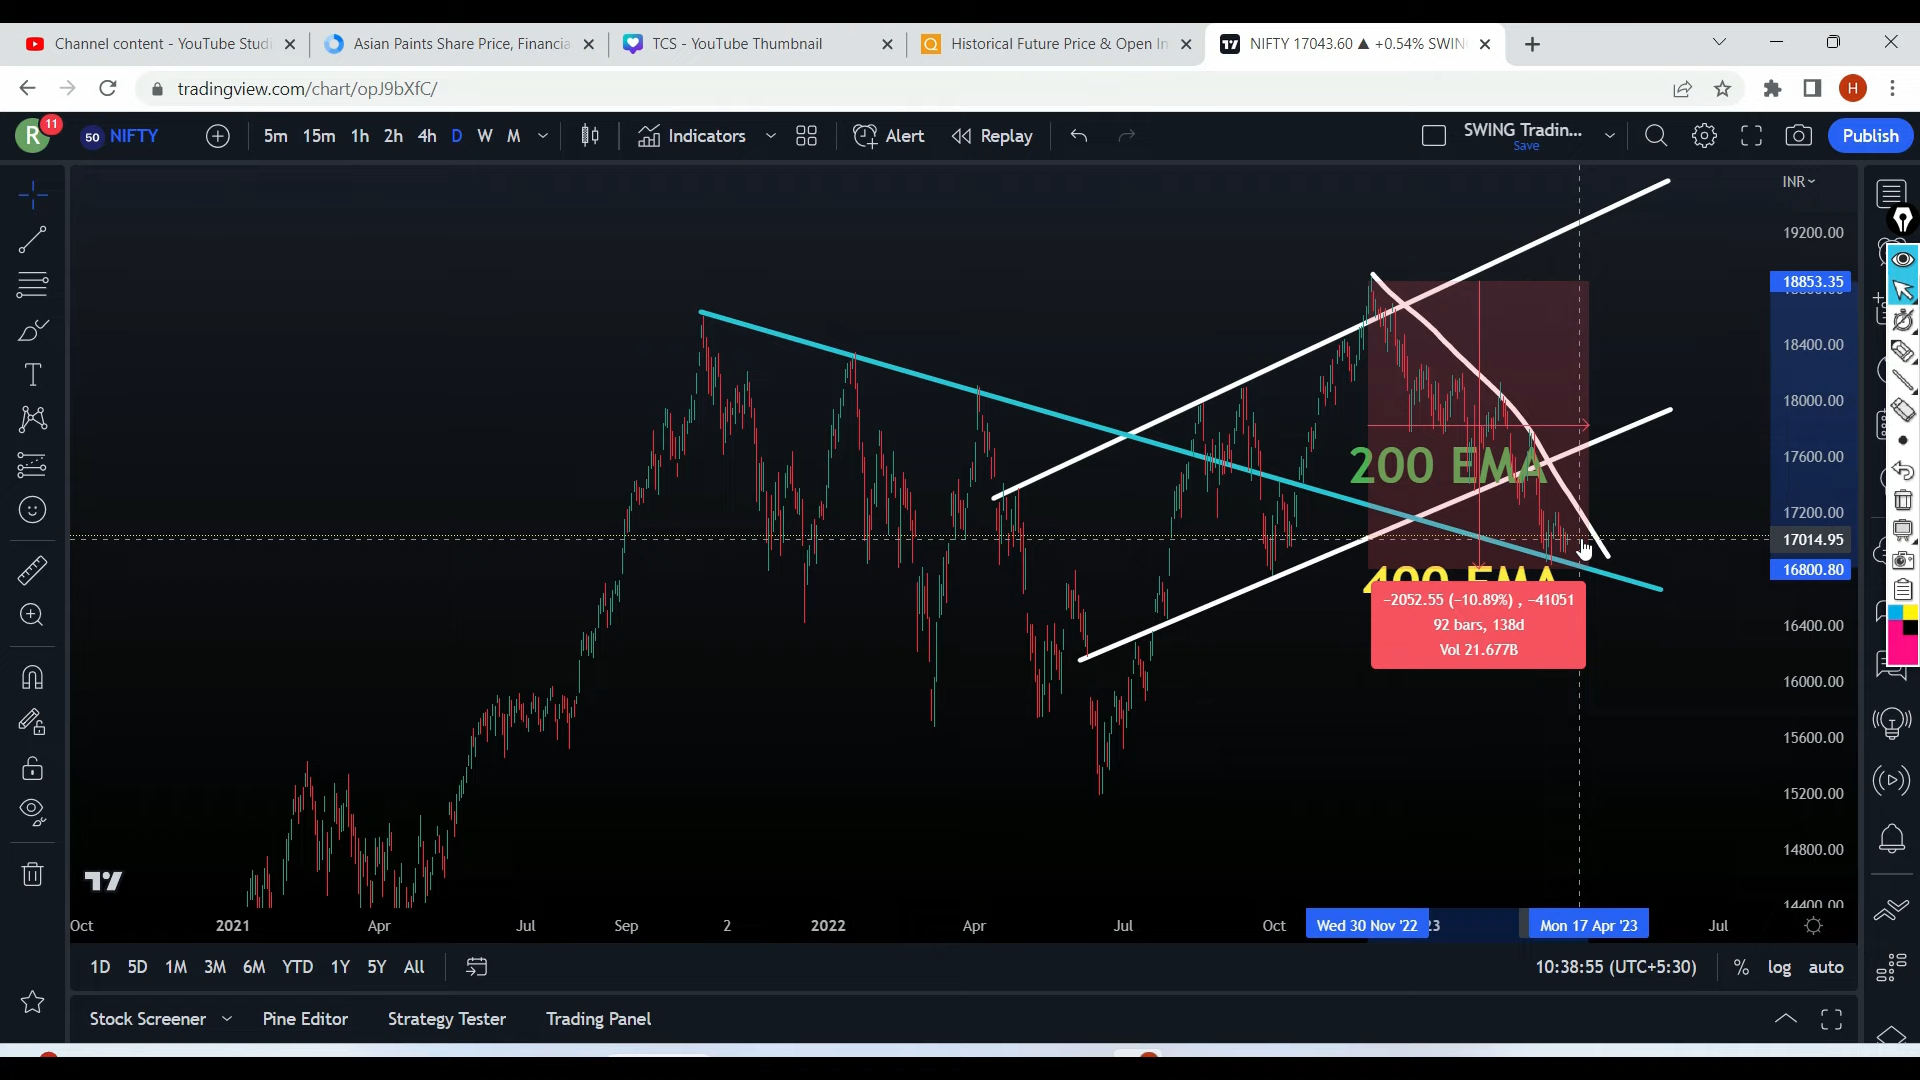 Channel content - YouTube Studi
Asian Paints Share Price, Financia
TCS - YouTube Thumbnail
Historical Future Price & Open In
NIFTY 17043.60 ▲ +0.54% SWIN
tradingview.com/chart/opJ9bXfC/
H
R 11
50 NIFTY
5m 15m 1h 2h 4h D W M
Indicators
Alert
Replay
SWING Tradin...
Save
Publish
INR
19200.00
18853.35
18400.00
18000.00
17600.00
17200.00
17014.95
16800.80
16400.00
16000.00
15600.00
15200.00
14800.00
14400.00
200 EMA
400 EMA
−2052.55 (−10.89%) , −41051
92 bars, 138d
Vol 21.677B
Oct 2021 Apr Jul Sep 2 2022 Apr Jul Oct Wed 30 Nov '22 23 Mon 17 Apr '23 Jul
1D 5D 1M 3M 6M YTD 1Y 5Y All
10:38:55 (UTC+5:30) % log auto
Stock Screener Pine Editor Strategy Tester Trading Panel